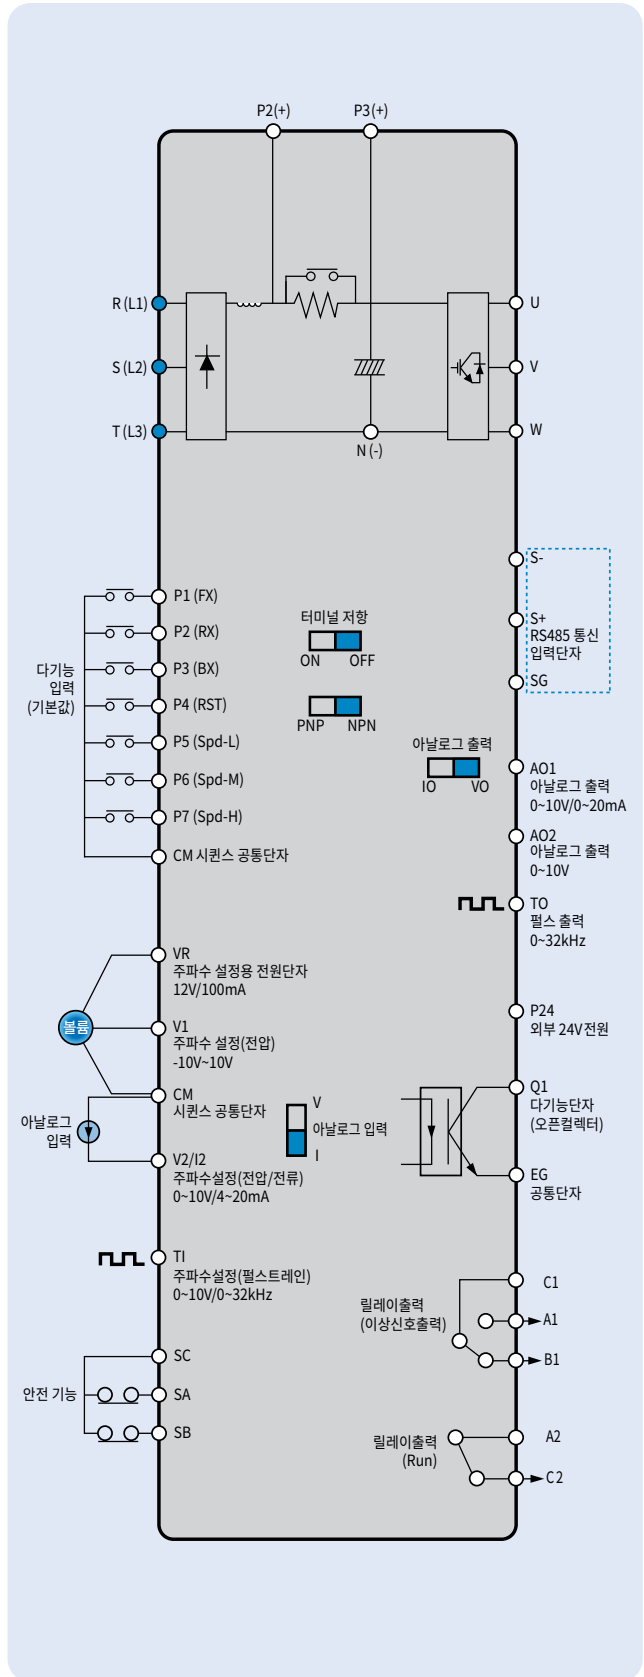 P2(+)
P3(+)
R (L1)
S (L2)
T (L3)
U
V
W
N (-)
다기능
입력
(기본값)
P1 (FX)
P2 (RX)
P3 (BX)
P4 (RST)
P5 (Spd-L)
P6 (Spd-M)
P7 (Spd-H)
CM 시퀀스 공통단자
터미널 저항
ON OFF
PNP NPN
아날로그 출력
IO VO
S-
S+
RS485 통신
입력단자
SG
AO1
아날로그 출력
0~10V/0~20mA
AO2
아날로그 출력
0~10V
TO
펄스 출력
0~32kHz
볼륨
VR
주파수 설정용 전원단자
12V/100mA
V1
주파수 설정(전압)
-10V~10V
CM
시퀀스 공통단자
아날로그
입력
V2/I2
주파수설정(전압/전류)
0~10V/4~20mA
V
아날로그 입력
I
P24
외부 24V전원
Q1
다기능단자
(오픈컬렉터)
EG
공통단자
TI
주파수설정(펄스트레인)
0~10V/0~32kHz
안전 기능
SC
SA
SB
릴레이출력
(이상신호출력)
C1
A1
B1
릴레이출력
(Run)
A2
C2